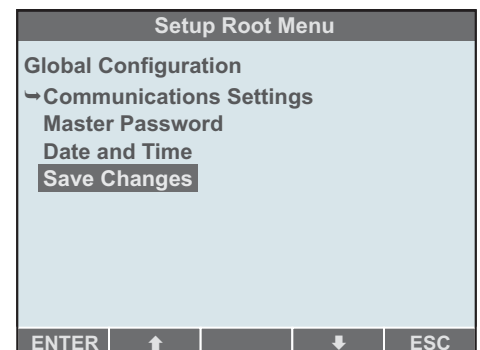 Setup Root Menu
Global Configuration
➥Communications Settings
Master Password
Date and Time
Save Changes
ENTER ⬆ ⬇ ESC